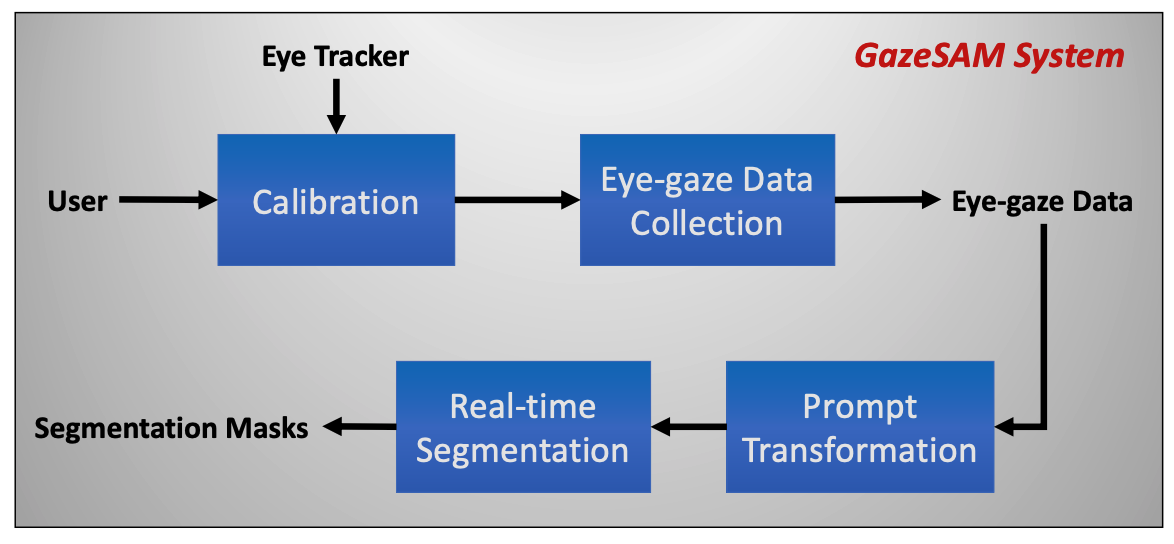 Eye Tracker
GazeSAM System
User
Calibration
Eye-gaze Data
Collection
Eye-gaze Data
Segmentation Masks
Real-time
Segmentation
Prompt
Transformation